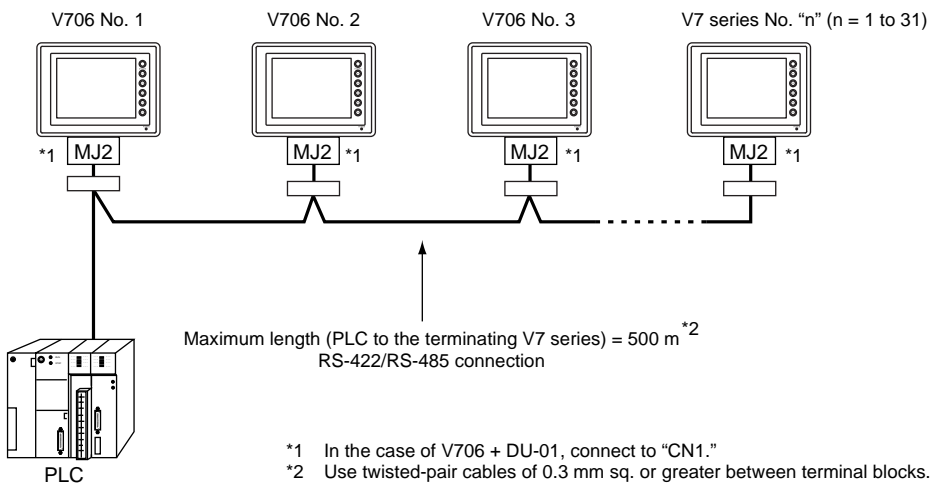 V706 No. 1 V706 No. 2 V706 No. 3 V7 series No. “n” (n = 1 to 31)
*1 MJ2 MJ2 *1 MJ2 *1 MJ2 *1
Maximum length (PLC to the terminating V7 series) = 500 m*2
RS-422/RS-485 connection
PLC
*1 In the case of V706 + DU-01, connect to “CN1.”
*2 Use twisted-pair cables of 0.3 mm sq. or greater between terminal blocks.